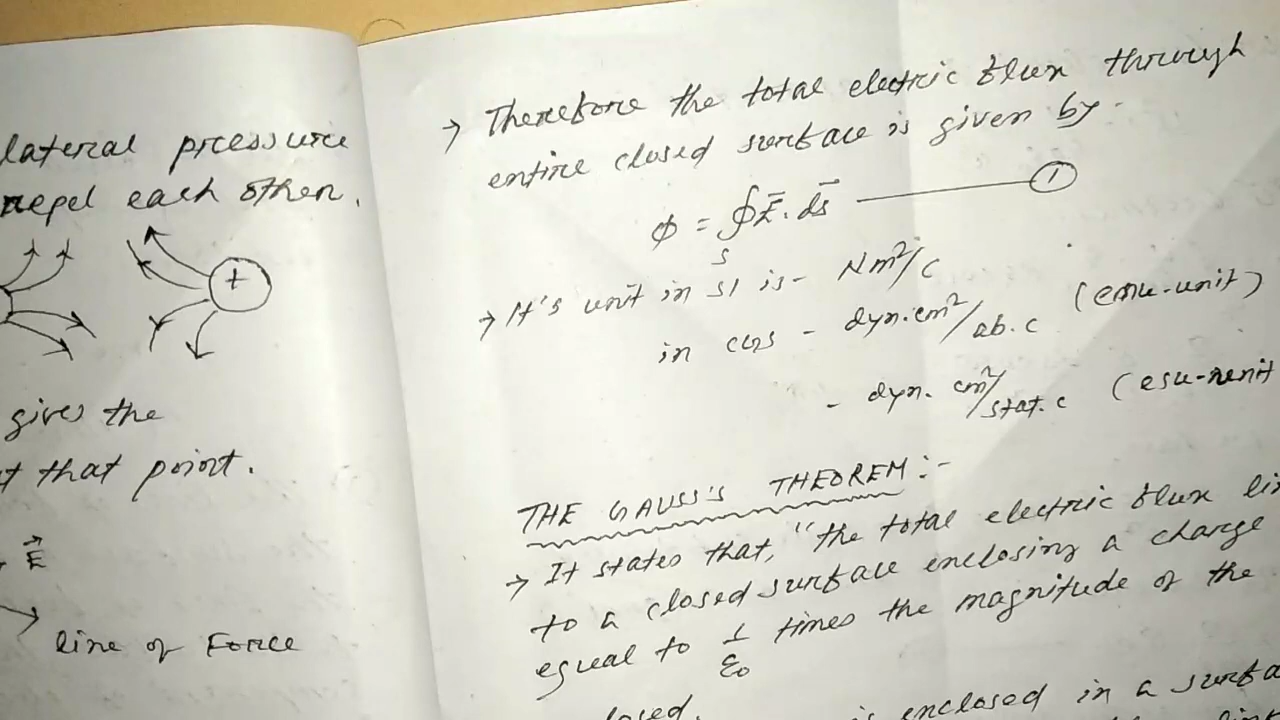 lateral pressure
repel each other.
+
gives the
t that point.
E⃗
line of Force
→ Therefore the total electric flux through
entire closed surface is given by -
ϕ = ∮ₛ E⃗. ds⃗ ——— ①
→ It's unit in SI is - Nm²/C
in cgs - dyn.cm²/ab.c (emu-unit)
- dyn. cm²/stat.c (esu-unit
THE GAUSS'S THEOREM :-
→ It states that, "the total electric flux lin
to a closed surface enclosing a charge
equal to 1/ε₀ times the magnitude of the
losed.
is enclosed in a surfa